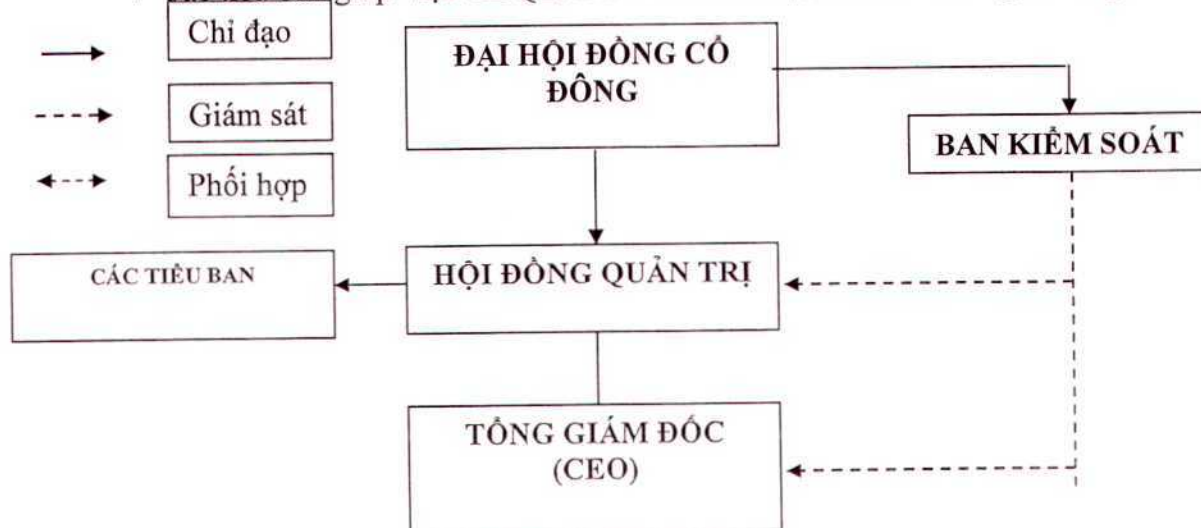 Chỉ đạo
Giám sát
Phối hợp
ĐẠI HỘI ĐỒNG CỔ
ĐÔNG
BAN KIỂM SOÁT
CÁC TIỂU BAN
HỘI ĐỒNG QUẢN TRỊ
TỔNG GIÁM ĐỐC
(CEO)